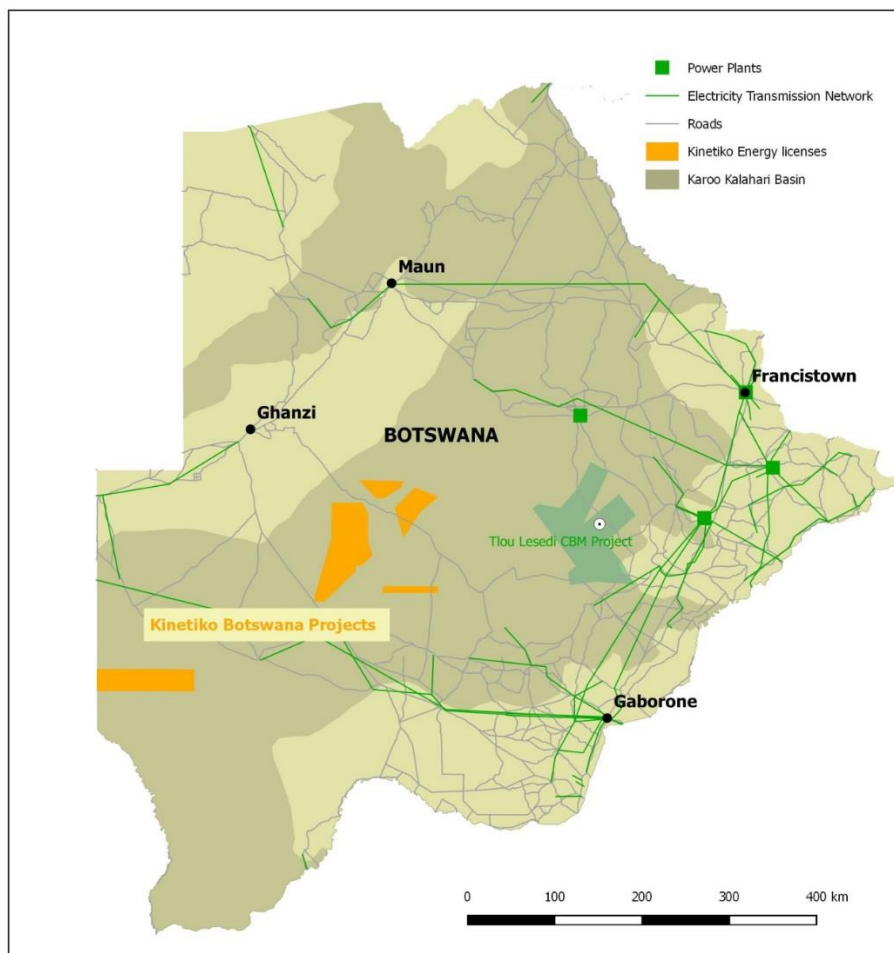 Power Plants
Electricity Transmission Network
Roads
Kinetiko Energy licenses
Karoo Kalahari Basin
Maun
Francistown
Ghanzi
BOTSWANA
Tlou Lesedi CBM Project
Kinetiko Botswana Projects
Gaborone
0 100 200 300 400 km